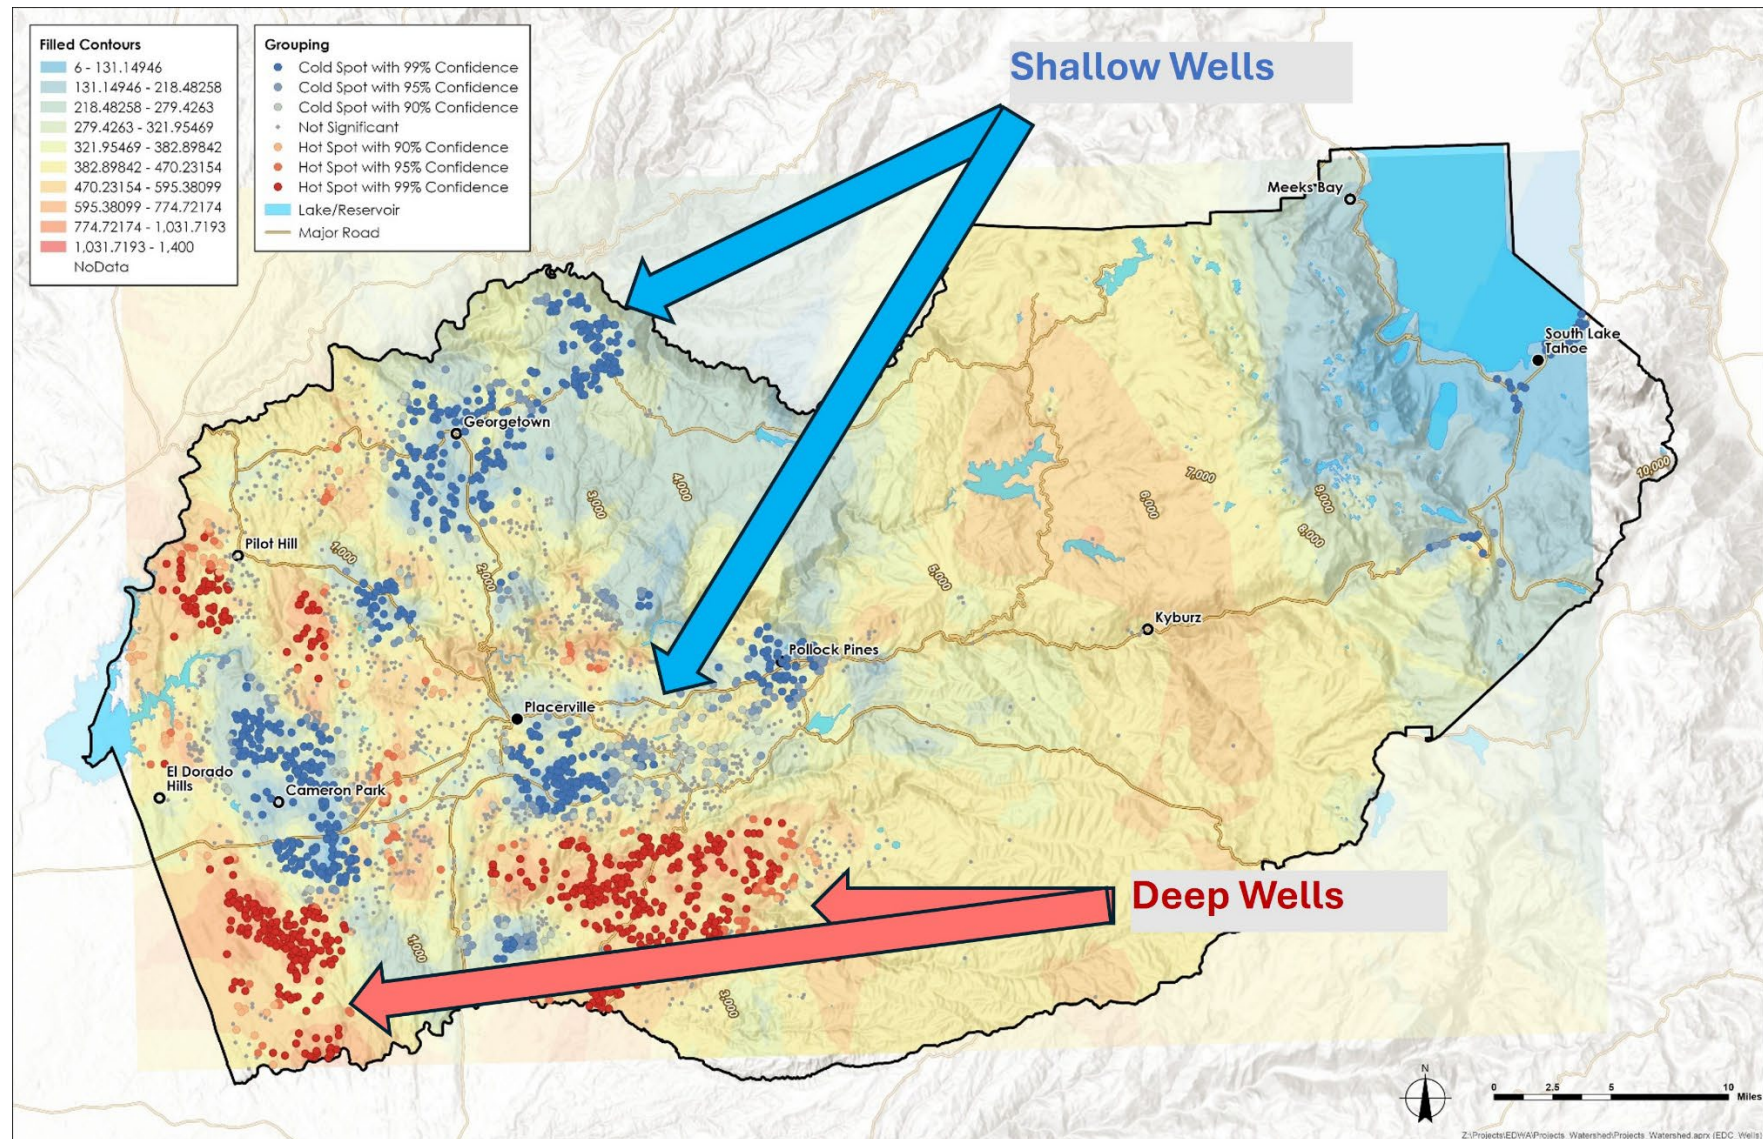 Filled Contours
6 - 131.14946
131.14946 - 218.48258
218.48258 - 279.4263
279.4263 - 321.95469
321.95469 - 382.89842
382.89842 - 470.23154
470.23154 - 595.38099
595.38099 - 774.72174
774.72174 - 1,031.7193
1,031.7193 - 1,400
NoData
Grouping
Cold Spot with 99% Confidence
Cold Spot with 95% Confidence
Cold Spot with 90% Confidence
Not Significant
Hot Spot with 90% Confidence
Hot Spot with 95% Confidence
Hot Spot with 99% Confidence
Lake/Reservoir
Major Road
Shallow Wells
Meeks Bay
South Lake
Tahoe
Georgetown
10,000
7,000
4,000
3,000
6,000
9,000
8,000
Pilot Hill
1,000
2,000
5,000
Kyburz
Pollock Pines
Placerville
El Dorado
Hills
Cameron Park
Deep Wells
1,000
3,000
N
0 2.5 5 10
Miles
Z:\Projects\EDWA\Projects_Watershed\Projects_Watershed.aprx (EDC_Wells